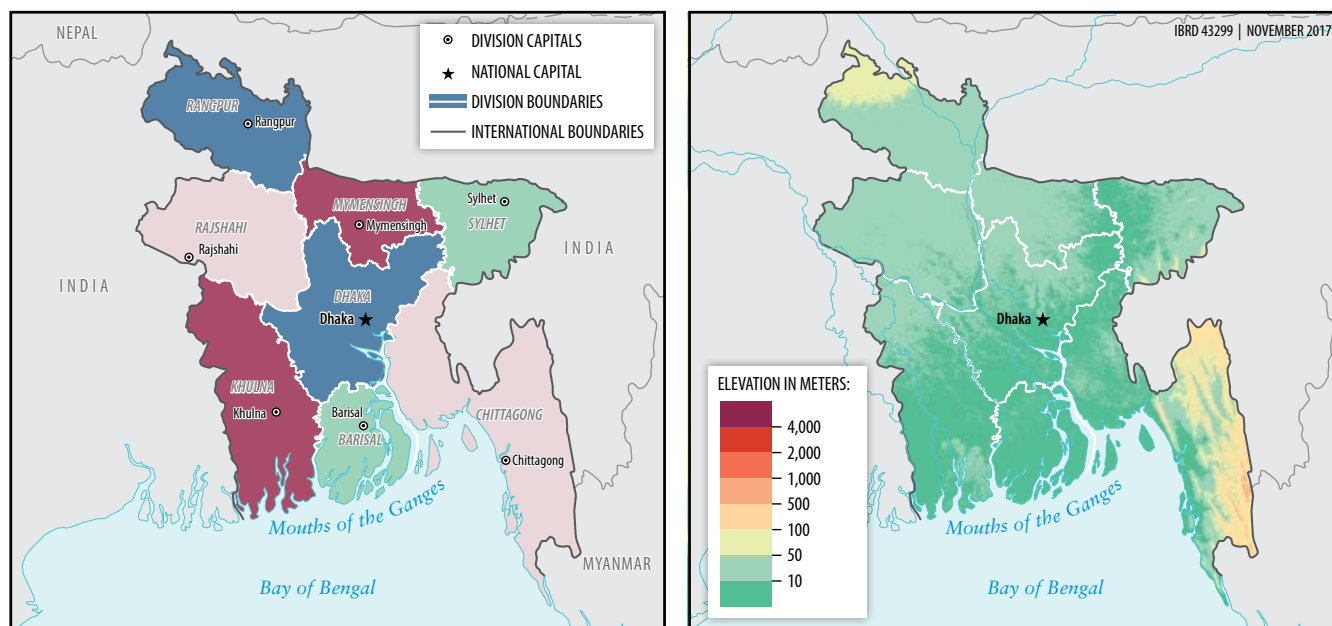 NEPAL
DIVISION CAPITALS
NATIONAL CAPITAL
DIVISION BOUNDARIES
INTERNATIONAL BOUNDARIES
RANGPUR
Rangpur
MYMENSINGH
Mymensingh
Sylhet
SYLHET
RAJSHAHI
Rajshahi
INDIA
INDIA
DHAKA
Dhaka
KHULNA
Khulna
Barisal
BARISAL
CHITTAGONG
Chittagong
Mouths of the Ganges
MYANMAR
Bay of Bengal
IBRD 43299 | NOVEMBER 2017
Dhaka
ELEVATION IN METERS:
4,000
2,000
1,000
500
100
50
10
Mouths of the Ganges
Bay of Bengal